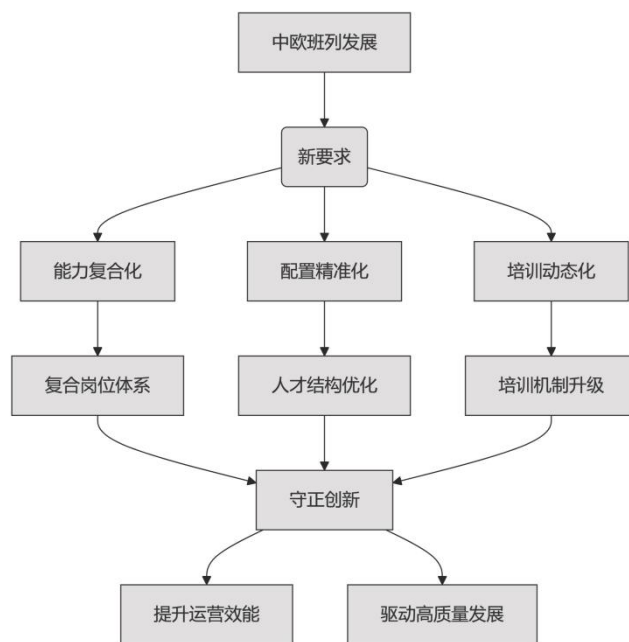 中欧班列发展
新要求
能力复合化
配置精准化
培训动态化
复合岗位体系
人才结构优化
培训机制升级
守正创新
提升运营效能
驱动高质量发展